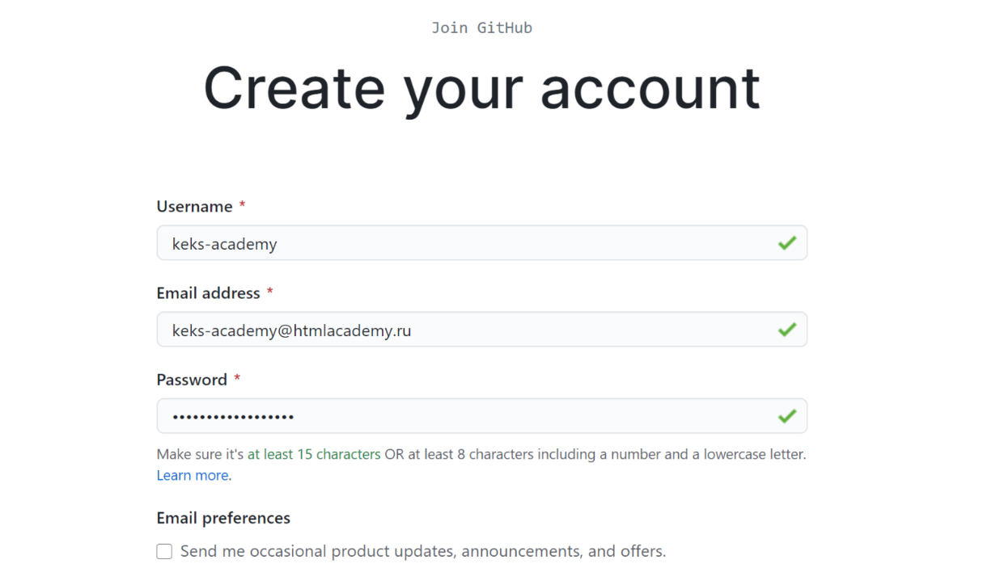 Join GitHub
Create your account
Username *
keks-academy
Email address *
keks-academy@htmlacademy.ru
Password *
••••••••••••••••••
Make sure it's at least 15 characters OR at least 8 characters including a number and a lowercase letter.
Learn more.
Email preferences
Send me occasional product updates, announcements, and offers.